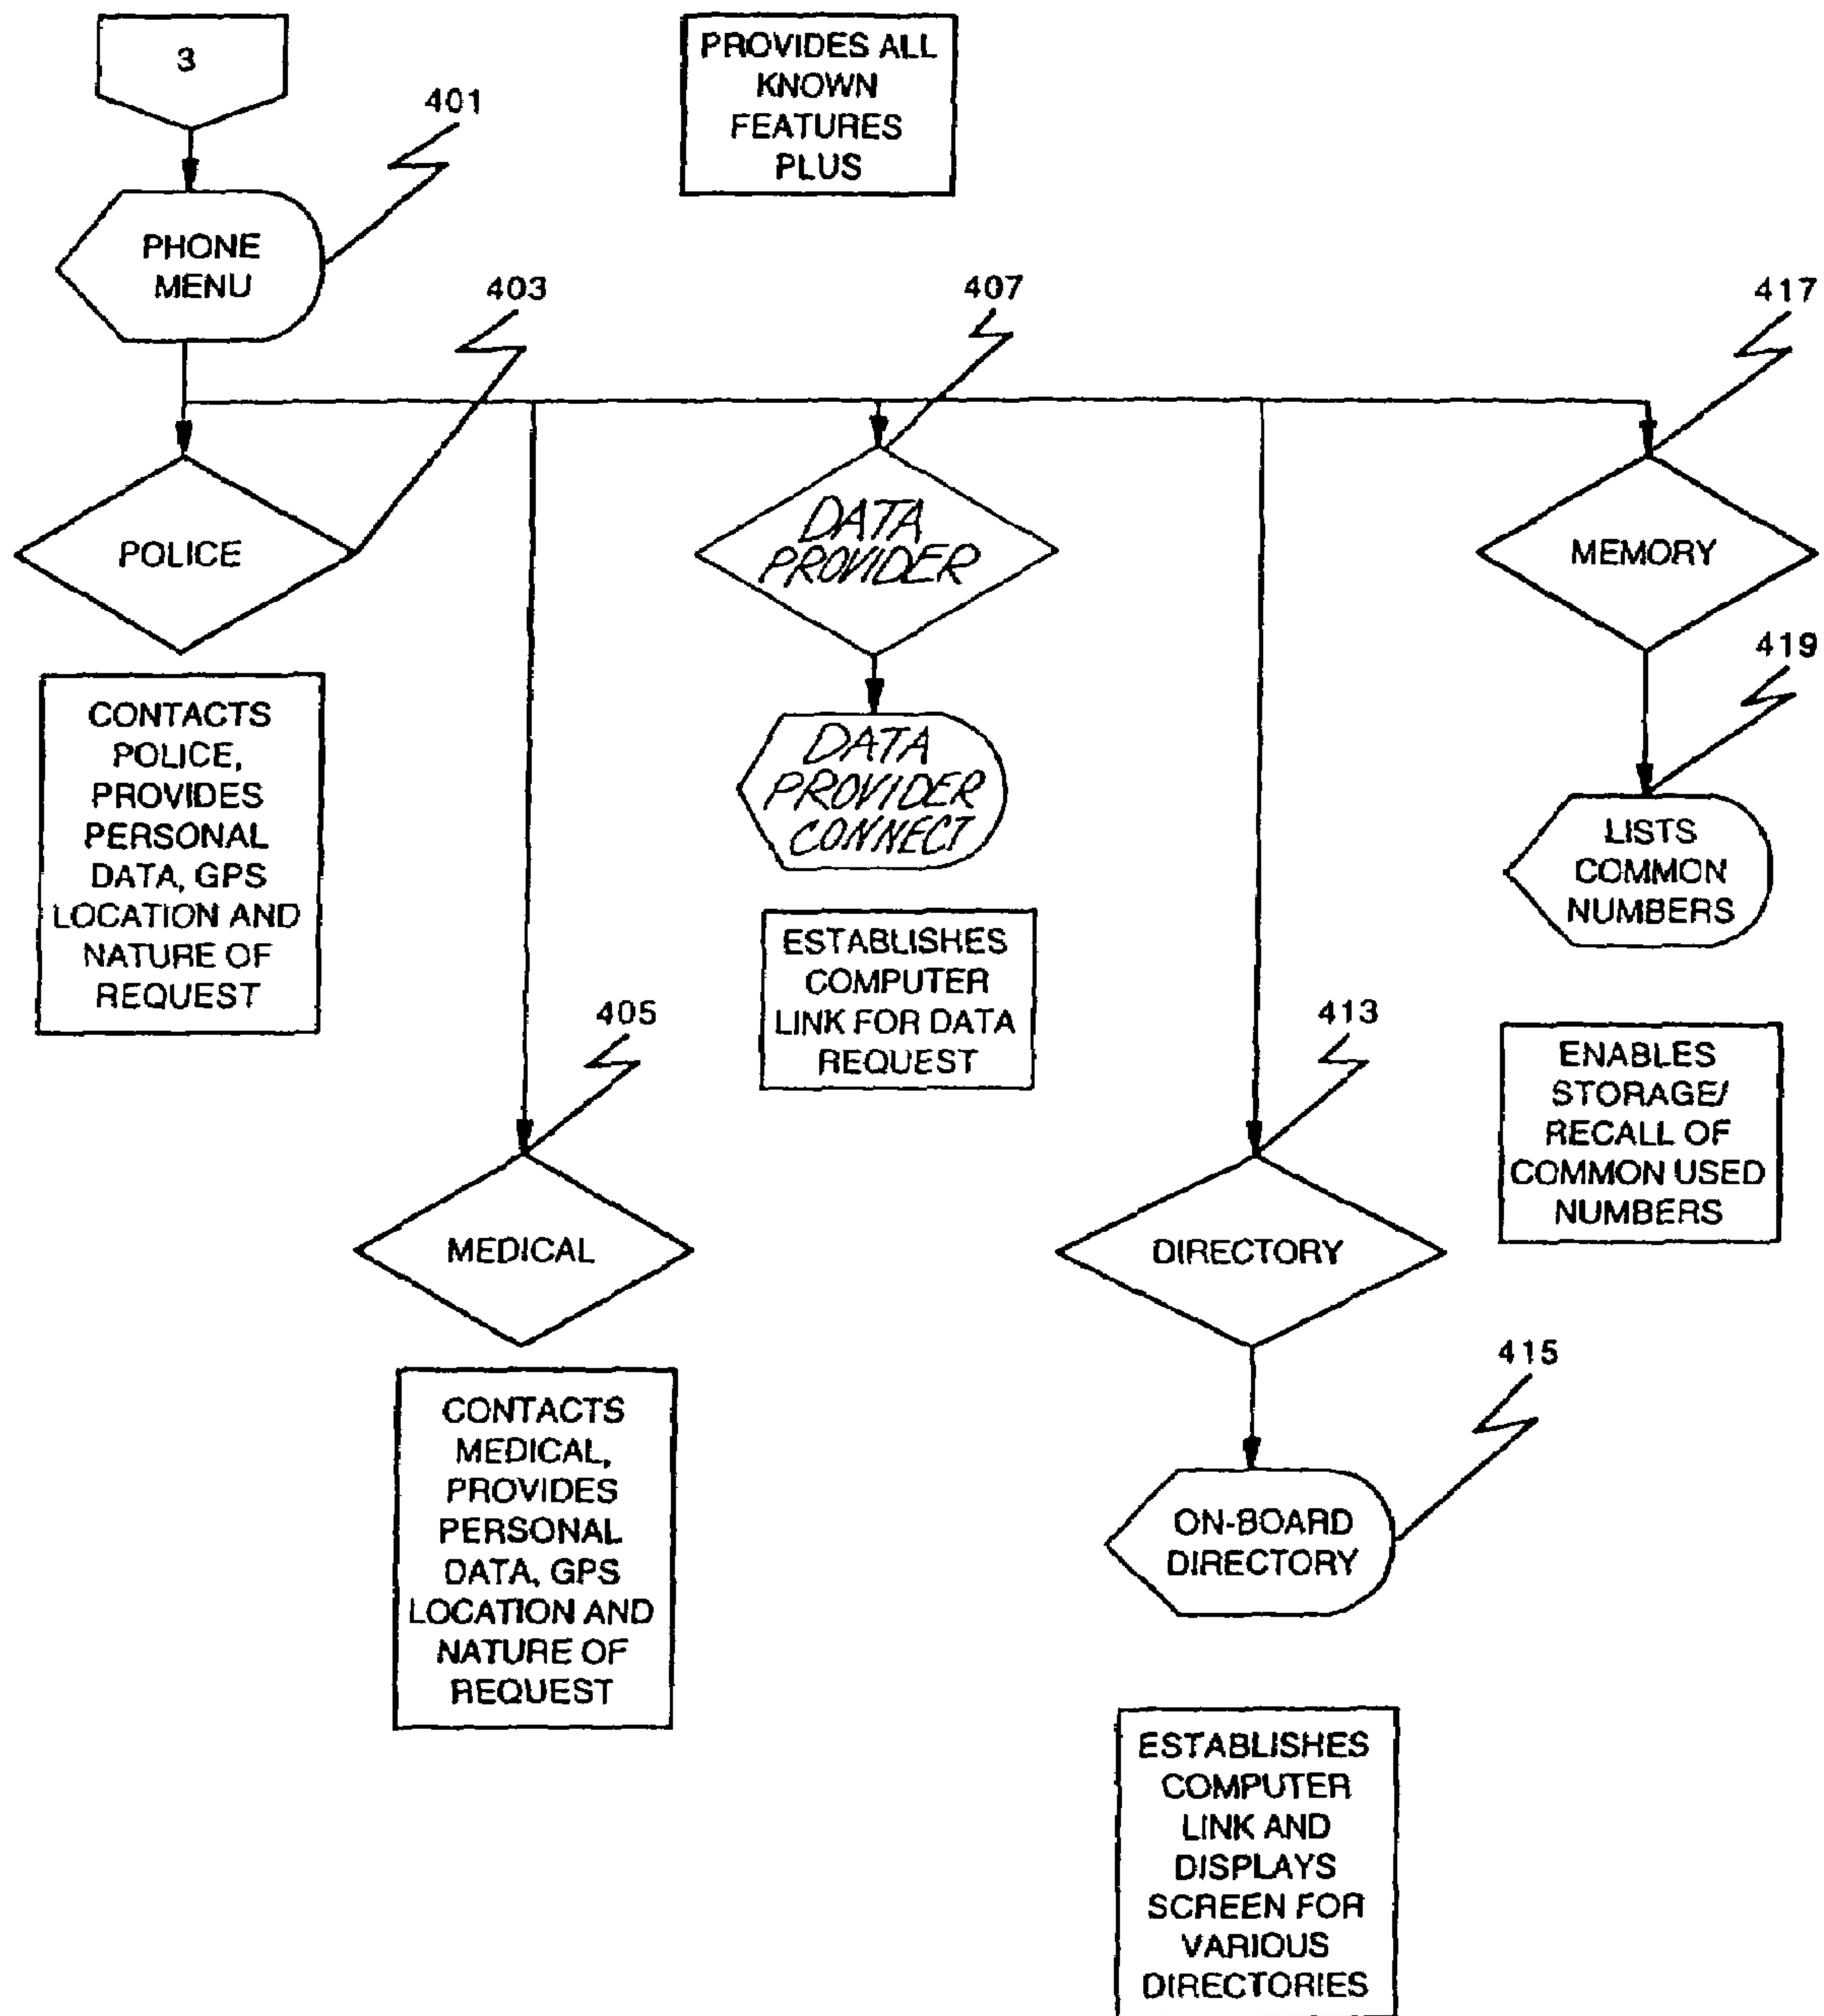 3
PROVIDES ALL
KNOWN
FEATURES
PLUS
401
PHONE
MENU
403
407
417
POLICE
DATA
PROVIDER
MEMORY
419
CONTACTS
POLICE,
PROVIDES
PERSONAL
DATA, GPS
LOCATION AND
NATURE OF
REQUEST
DATA
PROVIDER
CONNECT
LISTS
COMMON
NUMBERS
ESTABLISHES
COMPUTER
LINK FOR DATA
REQUEST
405
413
ENABLES
STORAGE/
RECALL OF
COMMON USED
NUMBERS
MEDICAL
DIRECTORY
415
CONTACTS
MEDICAL,
PROVIDES
PERSONAL
DATA, GPS
LOCATION AND
NATURE OF
REQUEST
ON-BOARD
DIRECTORY
ESTABLISHES
COMPUTER
LINK AND
DISPLAYS
SCREEN FOR
VARIOUS
DIRECTORIES